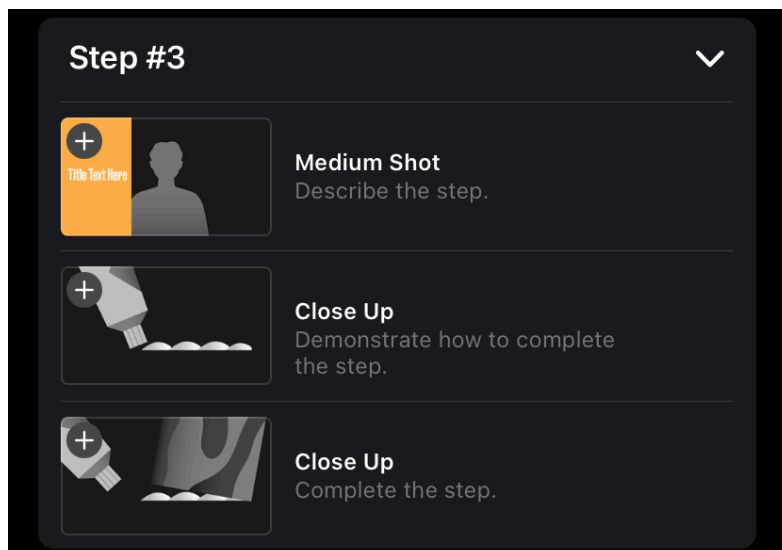 Step #3
Title Text Here
Medium Shot
Describe the step.
Close Up
Demonstrate how to complete
the step.
Close Up
Complete the step.